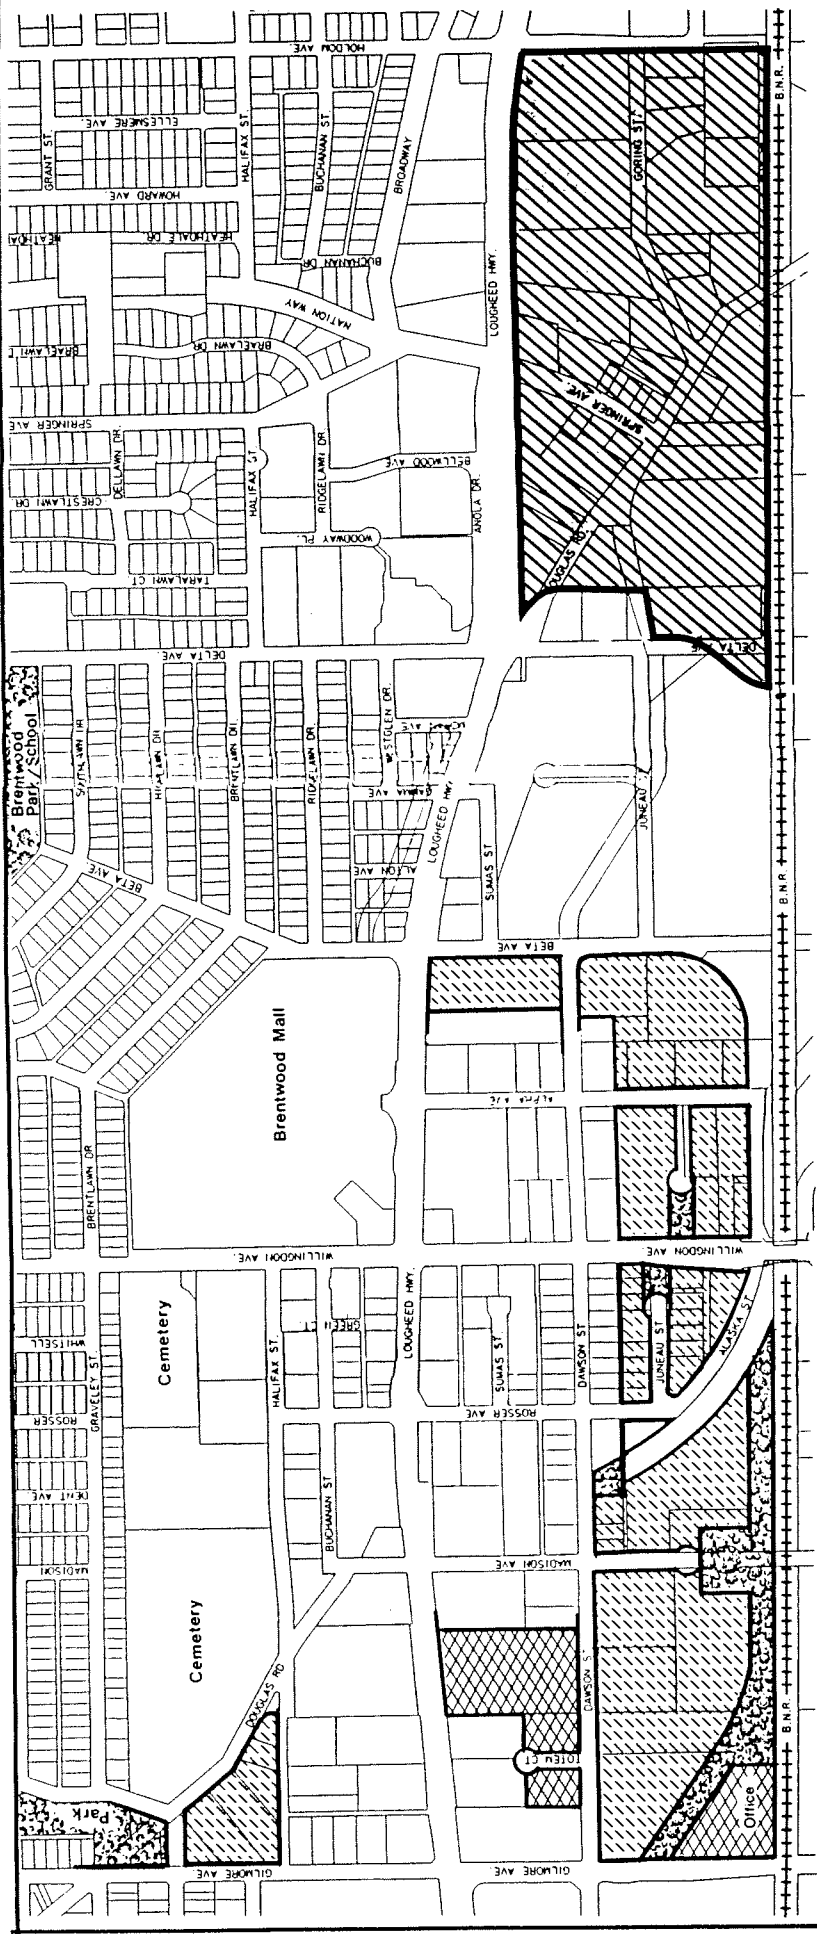 HOLDOM AVE.
ELLESMERE AVE.
GRANT ST.
HALIFAX ST.
BUCHANAN ST
BROADWAY
HOWARD AVE
HEATHDALE DR
BUCHANAN DR
LOUGHEED HWY.
GORING ST
B.N.R.
NATION WAY
BRAELAWN DR
SPRINGER AVE
SPRINGER AVE.
DELLAWN DR.
CRESTLAWN DR
HALIFAX ST
RIDGELAWN DR.
BELLWOOD AVE
ANOLA DR.
WOODWAY PL.
DOUGLAS RD.
TARALAWN CT
DELTA AVE.
DELTA AVE
Brentwood
Park/School
SOUTHLAWN DR
HIGHLAWN DR
BRENTLAWN DR.
RIDGELAWN DR.
WESTGLEN DR.
GAMMA AVE
ALTON AVE
LOUGHEED HWY.
SUMAS ST
JUNEAU
B.N.R.
BETA AVE.
BETA AVE
Brentwood Mall
ALPHA AVE
BRENTLAWN DR
WILLINGDON AVE.
WILLINGDON AVE.
WHITSELL
GRAVELEY ST.
ROSSER
DENT AVE.
MADISON
Cemetery
HALIFAX ST.
GREEN CT.
LOUGHEED HWY.
SUMAS ST.
DAWSON ST
JUNEAU ST
ALASKA ST
ROSSER AVE
BUCHANAN ST
MADISON AVE
Cemetery
DOUGLAS RD
DAWSON ST
TOTEM CT
B.N.R.
Park
Office
GILMORE AVE
GILMORE AVE